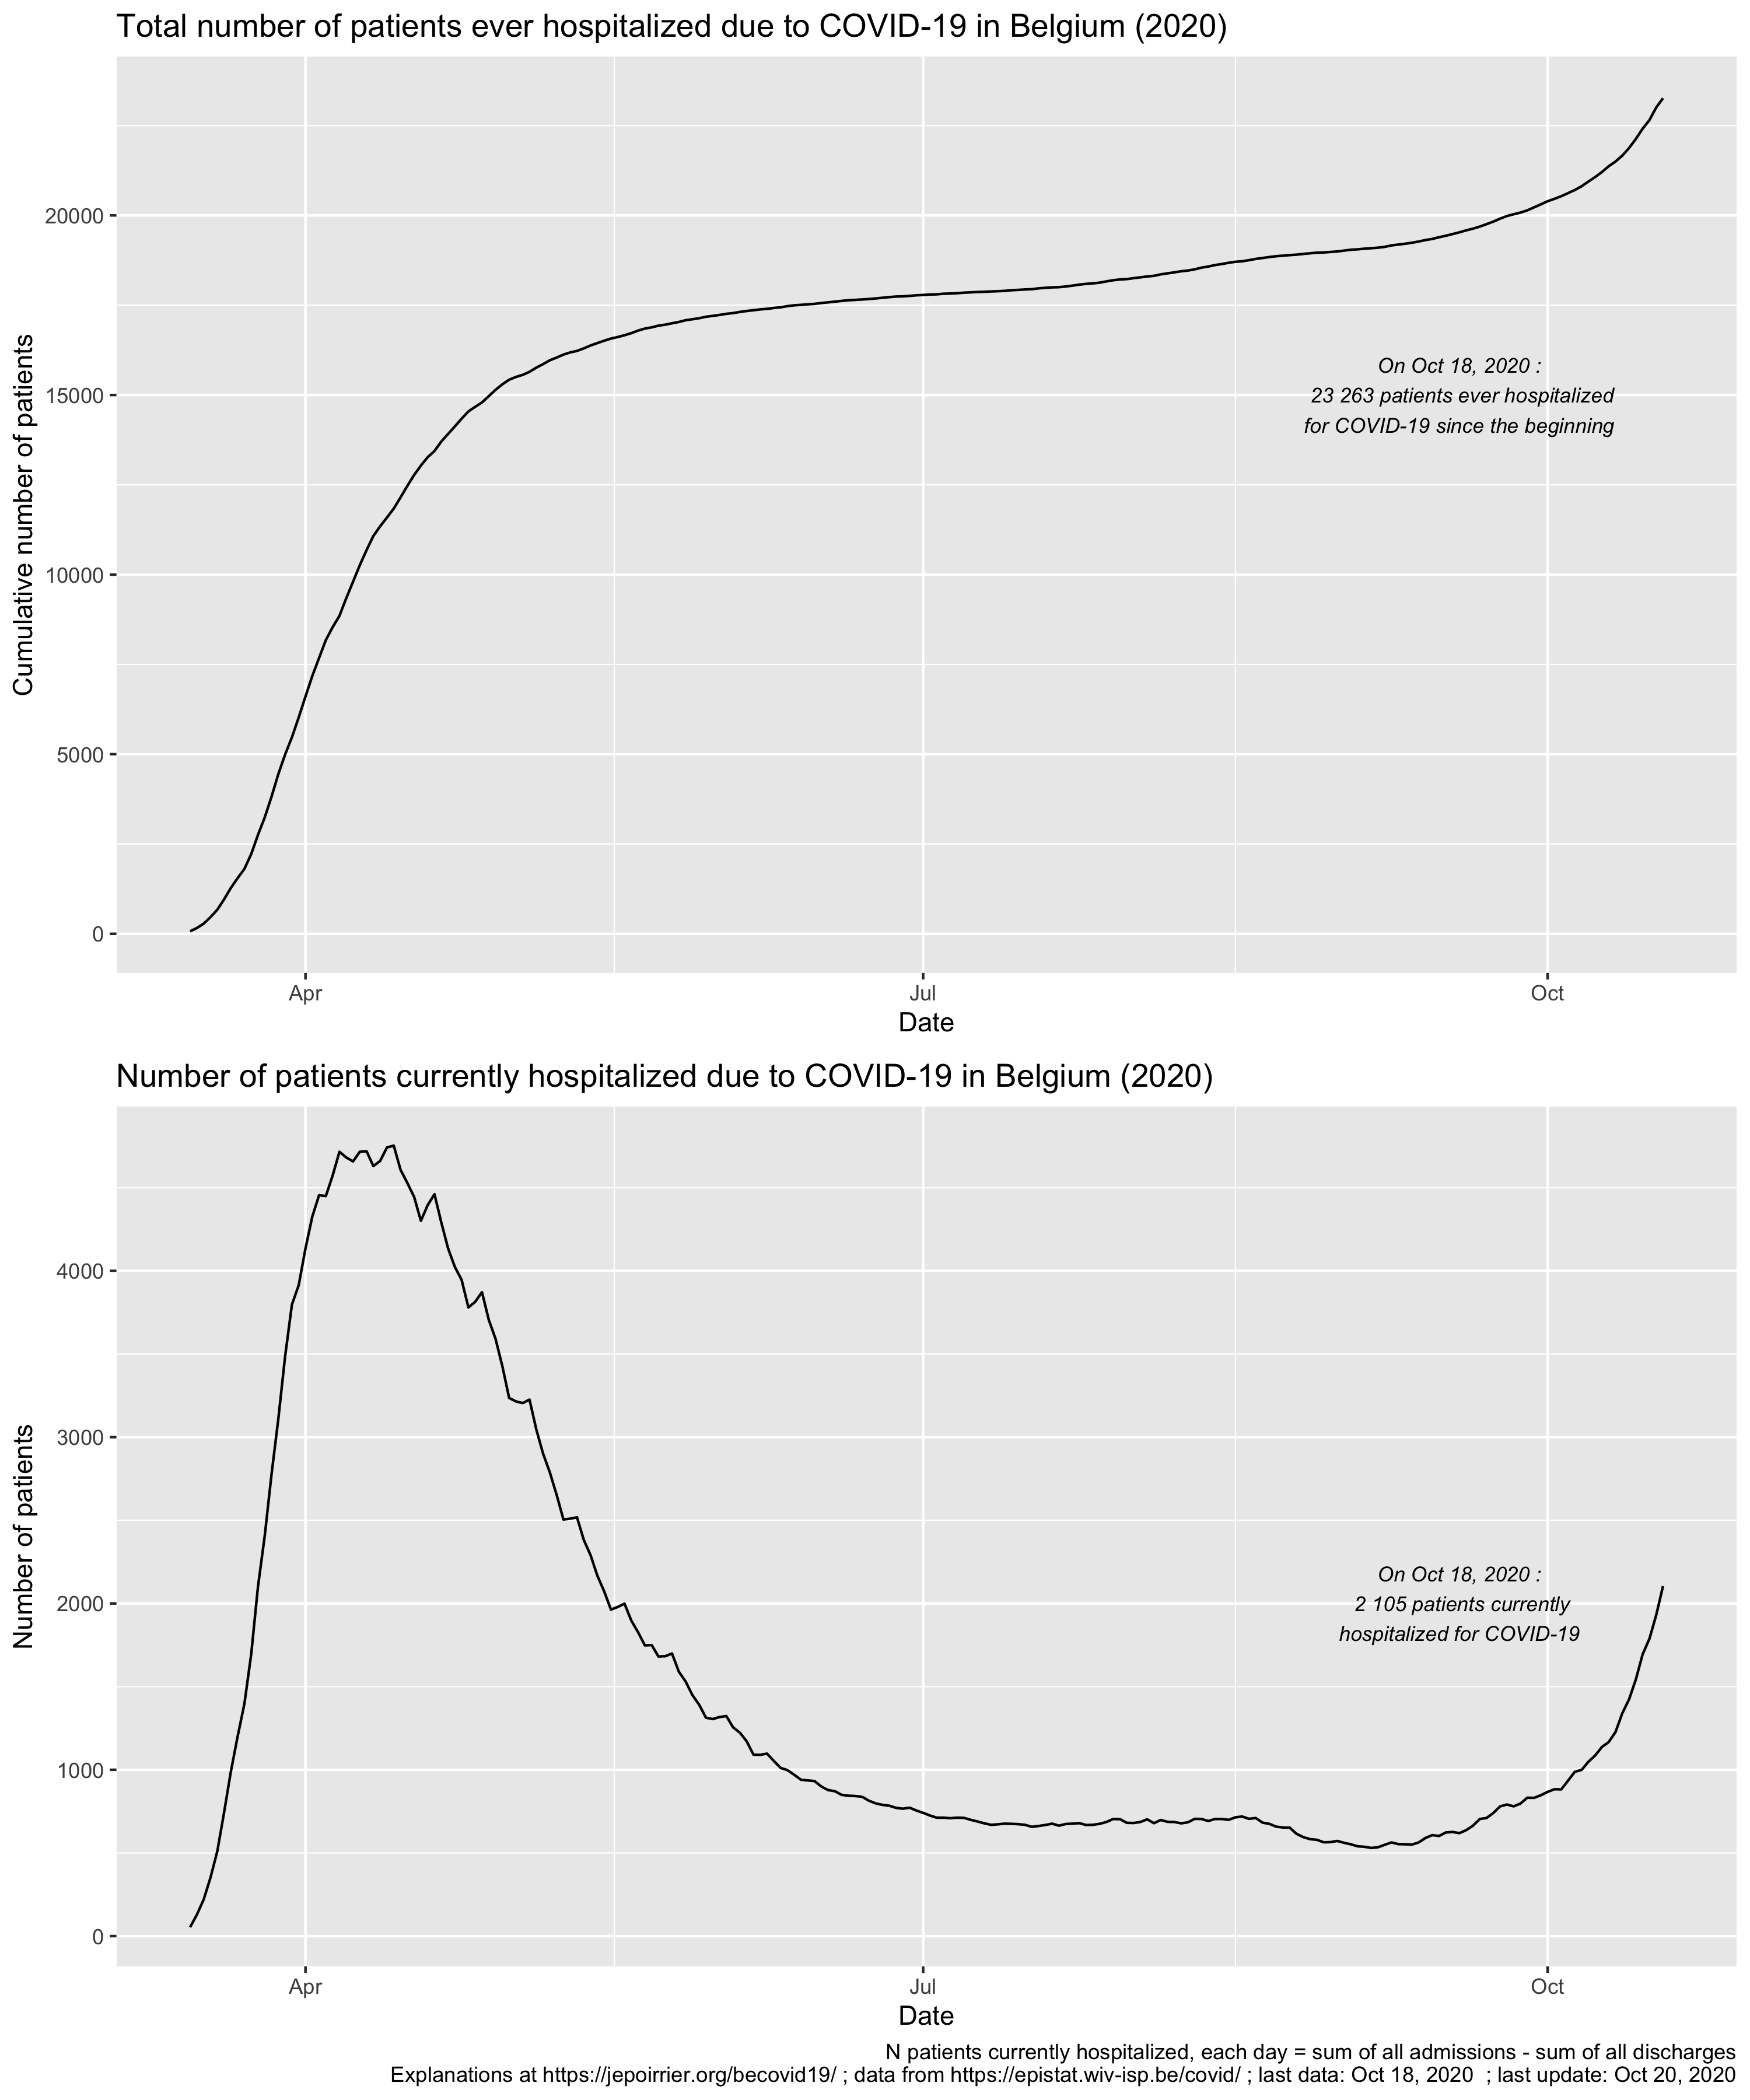 Total number of patients ever hospitalized due to COVID-19 in Belgium (2020)
Cumulative number of patients
20000
15000
10000
5000
0
On Oct 18, 2020 :
23 263 patients ever hospitalized
for COVID-19 since the beginning
Apr
Jul
Oct
Date
Number of patients currently hospitalized due to COVID-19 in Belgium (2020)
Number of patients
4000
3000
2000
1000
0
On Oct 18, 2020 :
2 105 patients currently
hospitalized for COVID-19
Apr
Jul
Oct
Date
N patients currently hospitalized, each day = sum of all admissions - sum of all discharges
Explanations at https://jepoirrier.org/becovid19/ ; data from https://epistat.wiv-isp.be/covid/ ; last data: Oct 18, 2020  ; last update: Oct 20, 2020